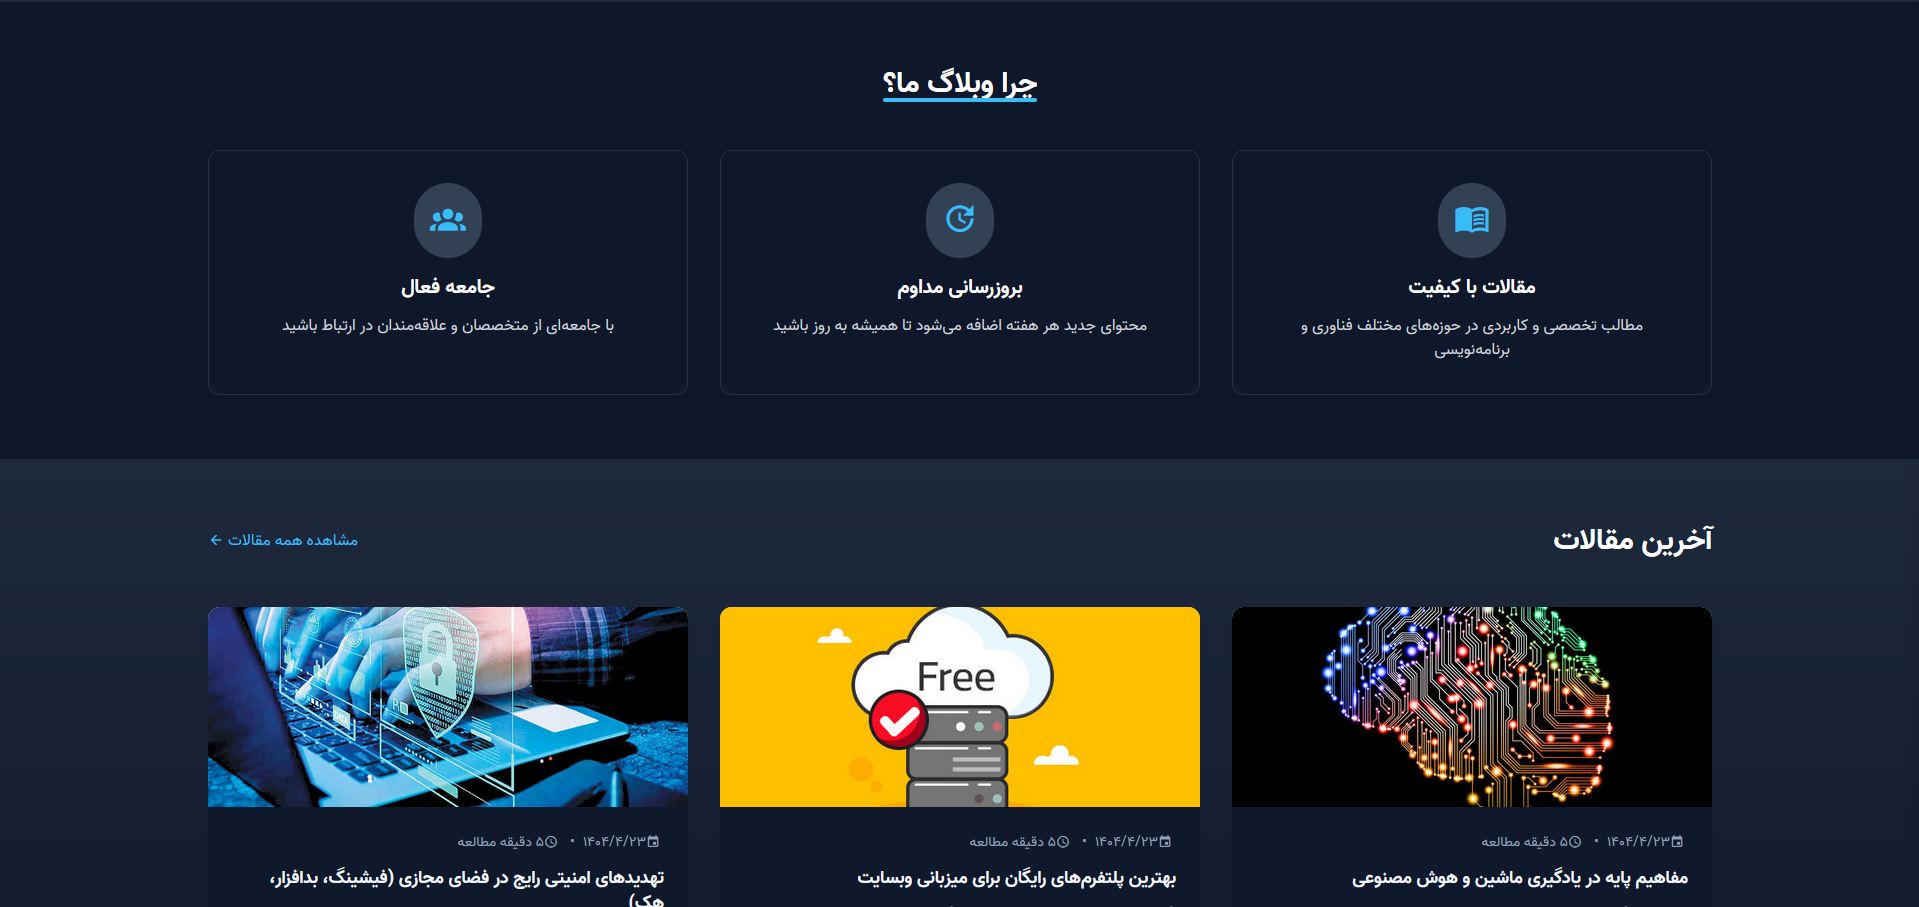 چرا وبلاگ ما؟
مقالات با کیفیت
مطالب تخصصی و کاربردی در حوزه‌های مختلف فناوری و
برنامه‌نویسی
بروزرسانی مداوم
محتوای جدید هر هفته اضافه می‌شود تا همیشه به روز باشید
جامعه فعال
با جامعه‌ای از متخصصان و علاقه‌مندان در ارتباط باشید
آخرین مقالات
مشاهده همه مقالات ←
۱۴۰۴/۴/۲۳ • ۵ دقیقه مطالعه
مفاهیم پایه در یادگیری ماشین و هوش مصنوعی
Free
۱۴۰۴/۴/۲۳ • ۵ دقیقه مطالعه
بهترین پلتفرم‌های رایگان برای میزبانی وبسایت
۱۴۰۴/۴/۲۳ • ۵ دقیقه مطالعه
تهدیدهای امنیتی رایج در فضای مجازی (فیشینگ، بدافزار،
هک)